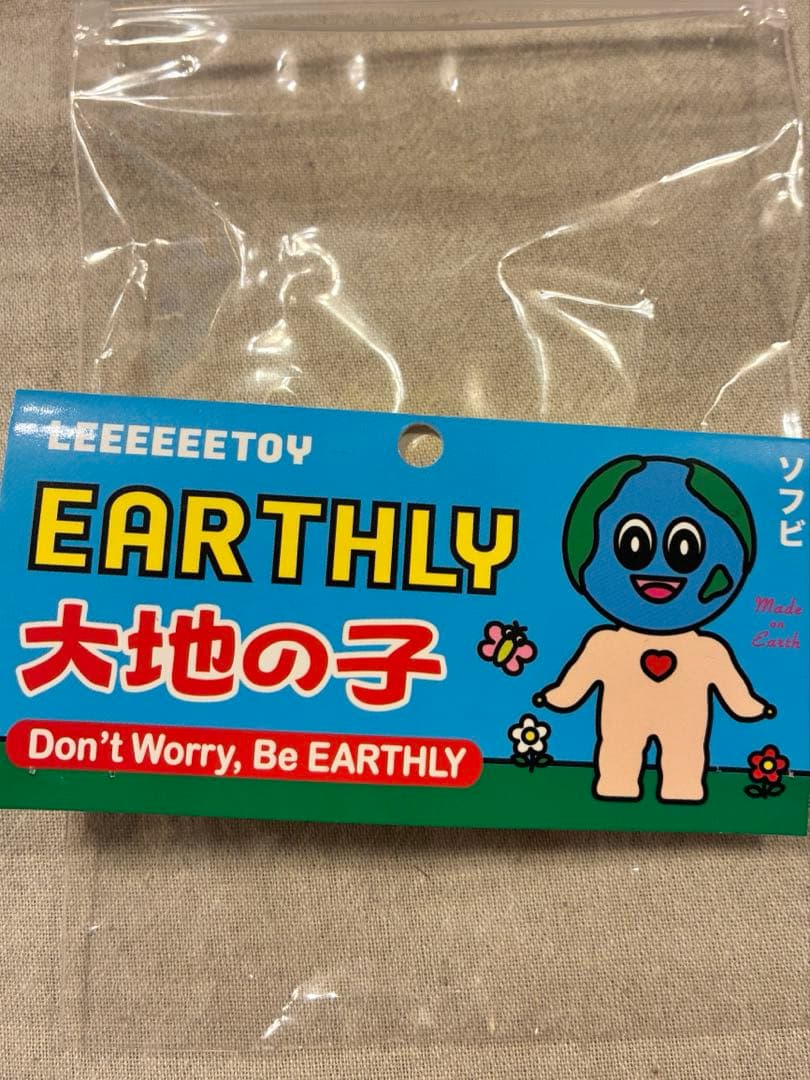 LEEEEEETOY
EARTHLY
大地の子
Don't Worry, Be EARTHLY
ソフビ
Made
on
Earth